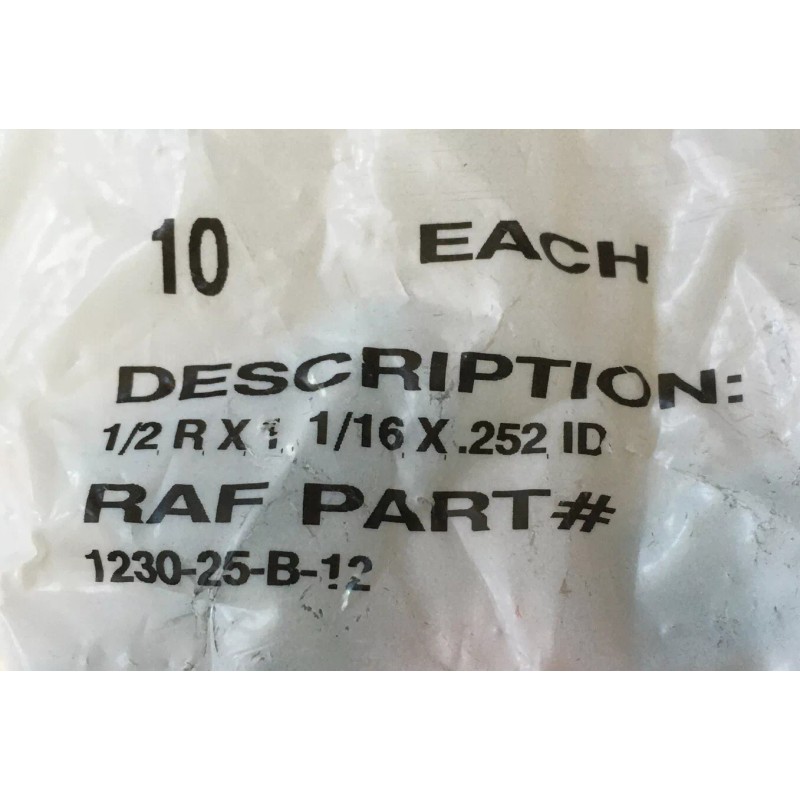 10 EACH
DESCRIPTION:
1/2 R X 1 1/16 X .252 ID
RAF PART#
1230-25-B-12